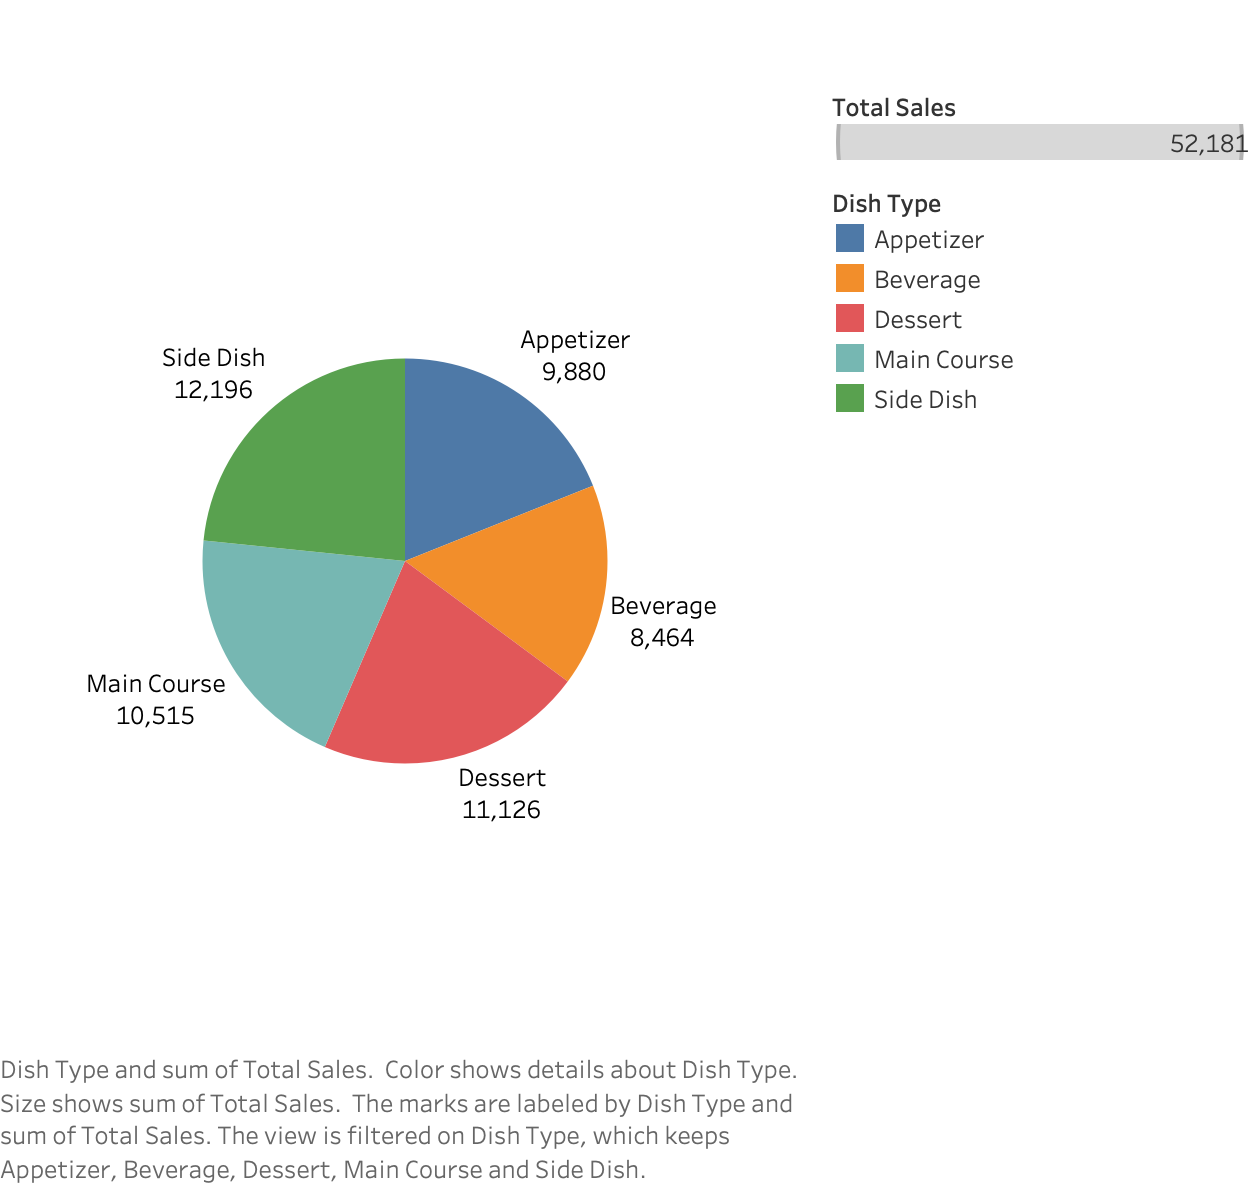 Total Sales
52,181
Dish Type
Appetizer
Beverage
Dessert
Main Course
Side Dish
Appetizer
9,880
Side Dish
12,196
Beverage
8,464
Main Course
10,515
Dessert
11,126
Dish Type and sum of Total Sales.  Color shows details about Dish Type.
Size shows sum of Total Sales.  The marks are labeled by Dish Type and
sum of Total Sales. The view is filtered on Dish Type, which keeps
Appetizer, Beverage, Dessert, Main Course and Side Dish.